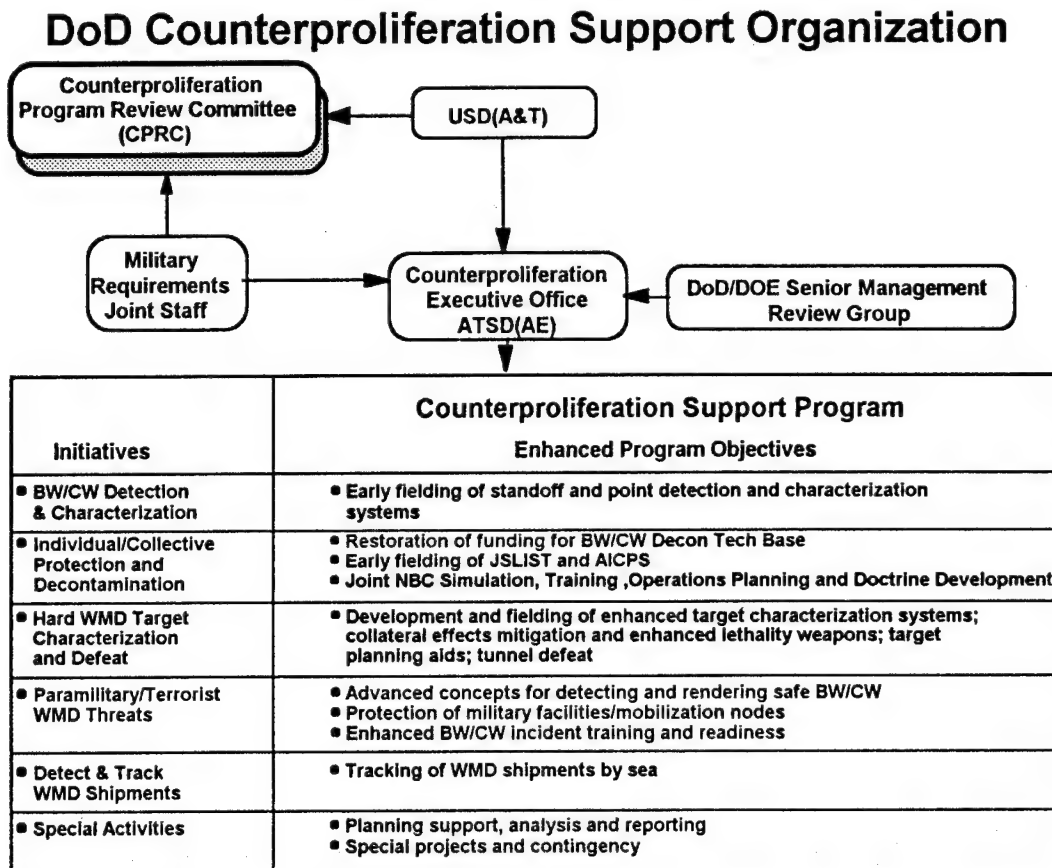 DoD Counterproliferation Support Organization
Counterproliferation
Program Review Committee
(CPRC)
USD(A&T)
Military
Requirements
Joint Staff
Counterproliferation
Executive Office
ATSD(AE)
DoD/DOE Senior Management
Review Group
Counterproliferation Support Program
Initiatives
Enhanced Program Objectives
▪ BW/CW Detection
& Characterization
▪ Early fielding of standoff and point detection and characterization
systems
▪ Individual/Collective
Protection and
Decontamination
▪ Restoration of funding for BW/CW Decon Tech Base
▪ Early fielding of JSLIST and AICPS
▪ Joint NBC Simulation, Training ,Operations Planning and Doctrine Development
▪ Hard WMD Target
Characterization
and Defeat
▪ Development and fielding of enhanced target characterization systems;
collateral effects mitigation and enhanced lethality weapons; target
planning aids; tunnel defeat
▪ Paramilitary/Terrorist
WMD Threats
▪ Advanced concepts for detecting and rendering safe BW/CW
▪ Protection of military facilities/mobilization nodes
▪ Enhanced BW/CW incident training and readiness
▪ Detect & Track
WMD Shipments
▪ Tracking of WMD shipments by sea
▪ Special Activities
▪ Planning support, analysis and reporting
▪ Special projects and contingency